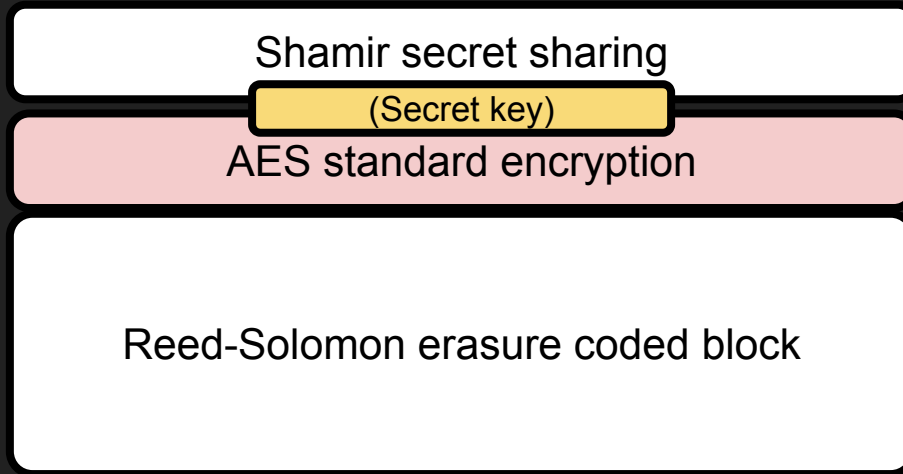 Shamir secret sharing
(Secret key)
AES standard encryption
Reed-Solomon erasure coded block